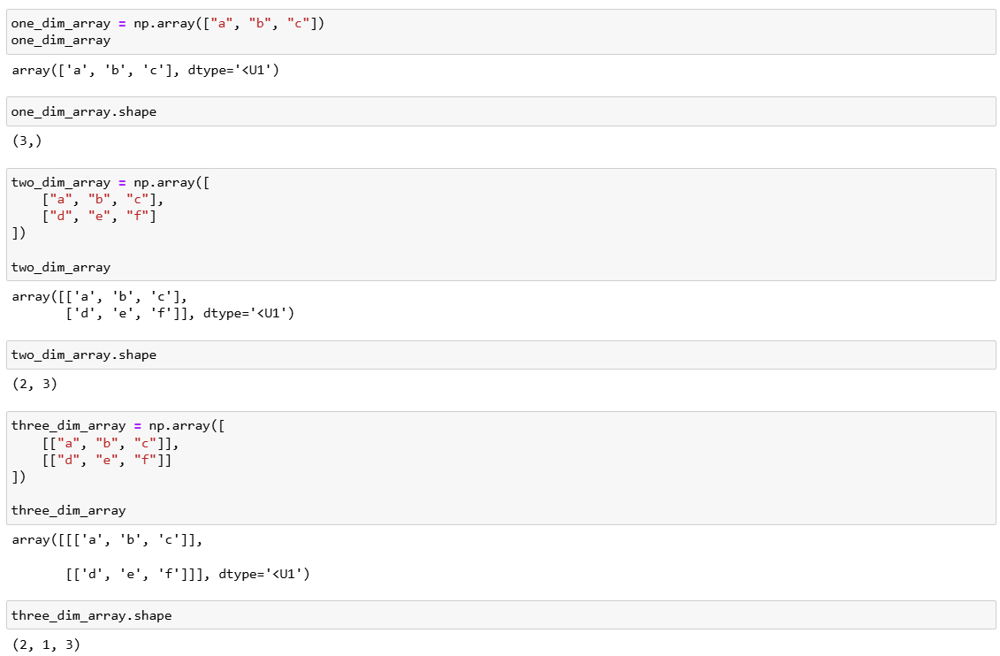 one_dim_array = np.array(["a", "b", "c"])
one_dim_array
array(['a', 'b', 'c'], dtype='<U1')
one_dim_array.shape
(3,)
two_dim_array = np.array([
    ["a", "b", "c"],
    ["d", "e", "f"]
])
two_dim_array
array([['a', 'b', 'c'],
       ['d', 'e', 'f']], dtype='<U1')
two_dim_array.shape
(2, 3)
three_dim_array = np.array([
    [["a", "b", "c"]],
    [["d", "e", "f"]]
])
three_dim_array
array([[['a', 'b', 'c']],
       [['d', 'e', 'f']]], dtype='<U1')
three_dim_array.shape
(2, 1, 3)